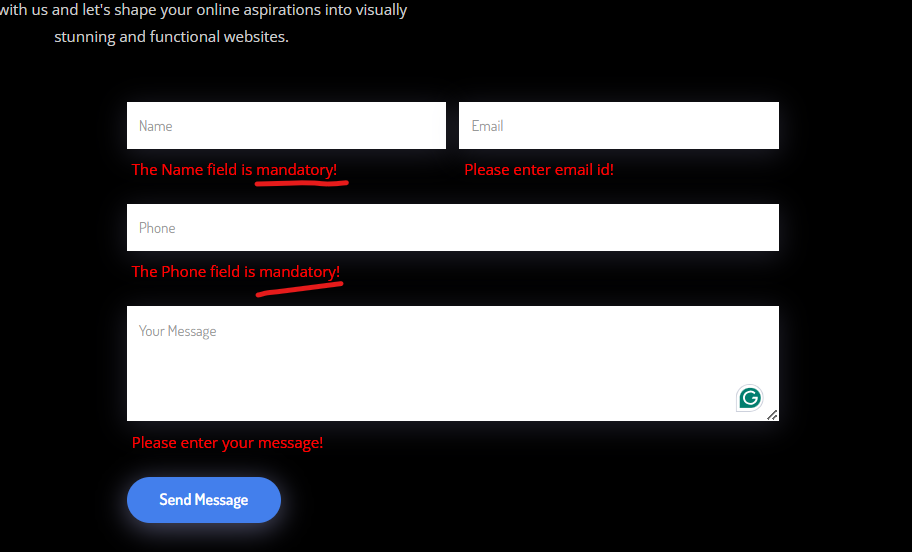 with us and let's shape your online aspirations into visually
stunning and functional websites.
Name
Email
The Name field is mandatory!
Please enter email id!
Phone
The Phone field is mandatory!
Your Message
G
Please enter your message!
Send Message